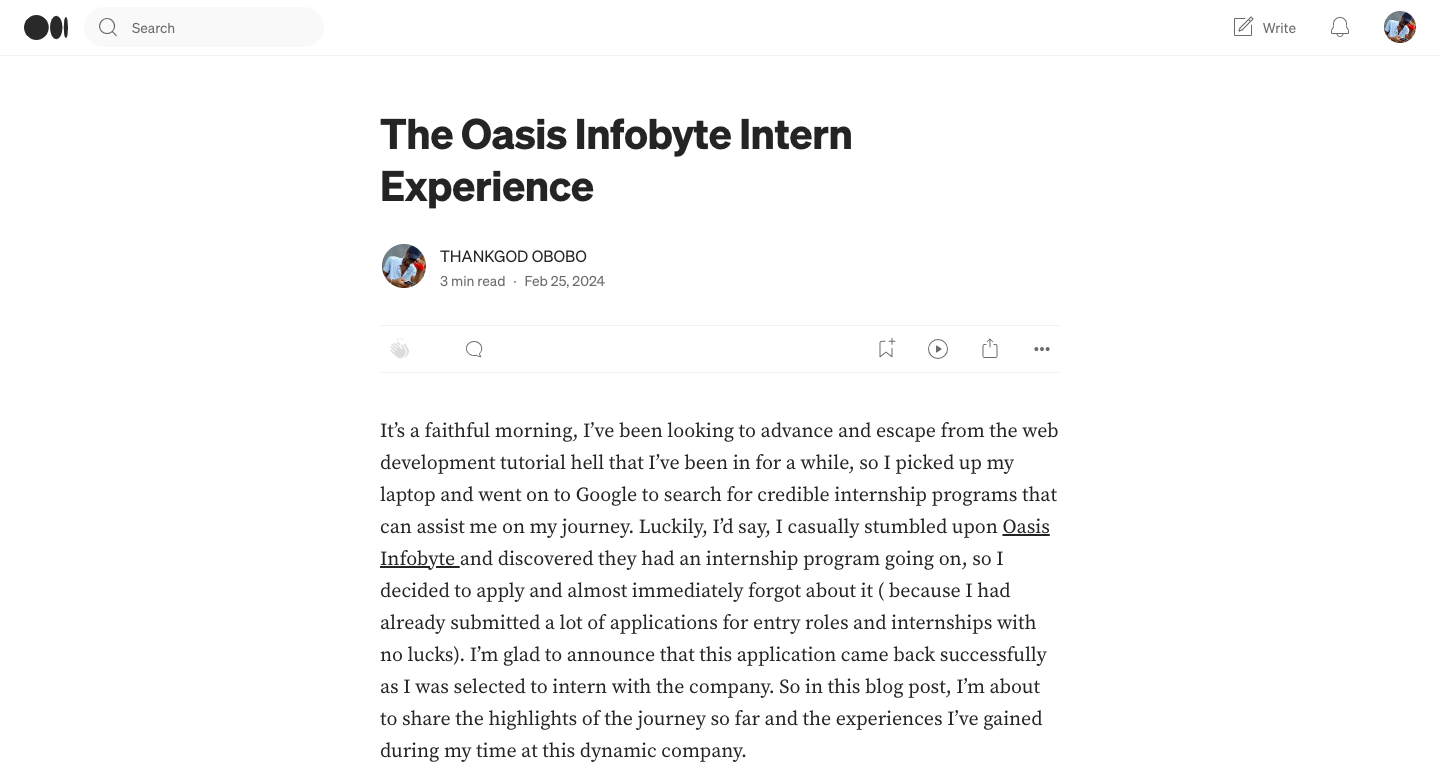 Search
Write
The Oasis Infobyte Intern
Experience
THANKGOD OBOBO
3 min read · Feb 25, 2024
It’s a faithful morning, I’ve been looking to advance and escape from the web
development tutorial hell that I’ve been in for a while, so I picked up my
laptop and went on to Google to search for credible internship programs that
can assist me on my journey. Luckily, I’d say, I casually stumbled upon Oasis
Infobyte and discovered they had an internship program going on, so I
decided to apply and almost immediately forgot about it ( because I had
already submitted a lot of applications for entry roles and internships with
no lucks). I’m glad to announce that this application came back successfully
as I was selected to intern with the company. So in this blog post, I’m about
to share the highlights of the journey so far and the experiences I’ve gained
during my time at this dynamic company.